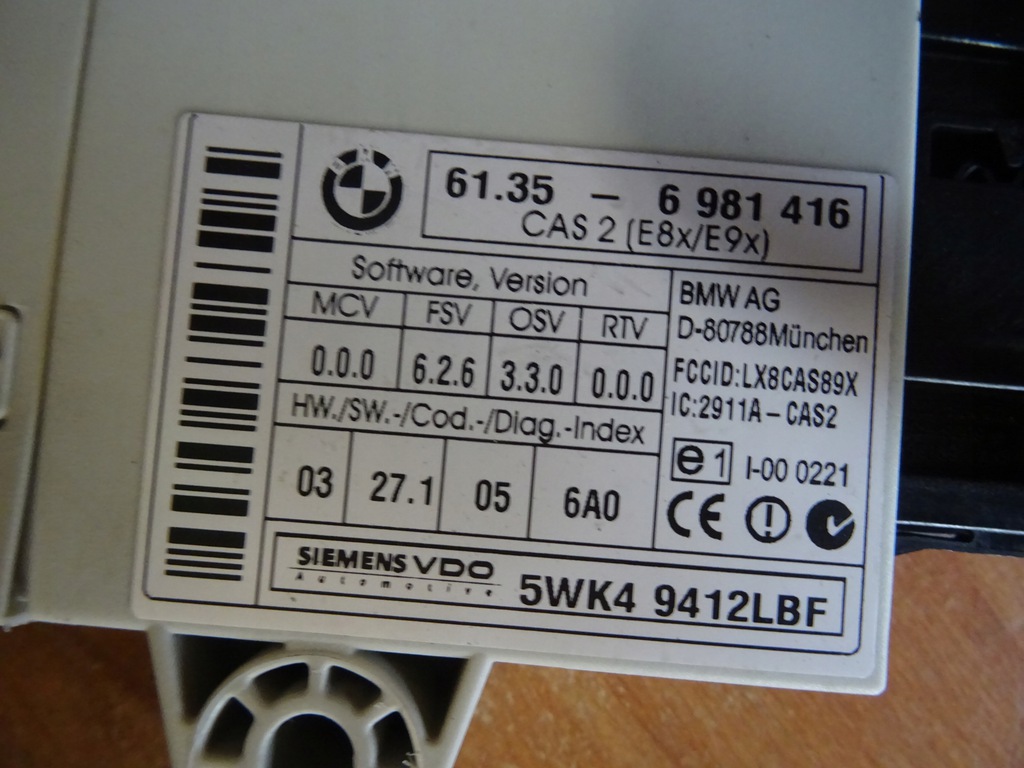 BMW
61.35 – 6 981 416
CAS 2 (E8x/E9x)
Software, Version
MCV FSV OSV RTV
0.0.0 6.2.6 3.3.0 0.0.0
HW./SW.-/Cod.-/Diag.-Index
03 27.1 05 6A0
BMW AG
D-80788München
FCCID:LX8CAS89X
IC:2911A-CAS2
e1 I-00 0221
CE
SIEMENS VDO
Automotive
5WK4 9412LBF